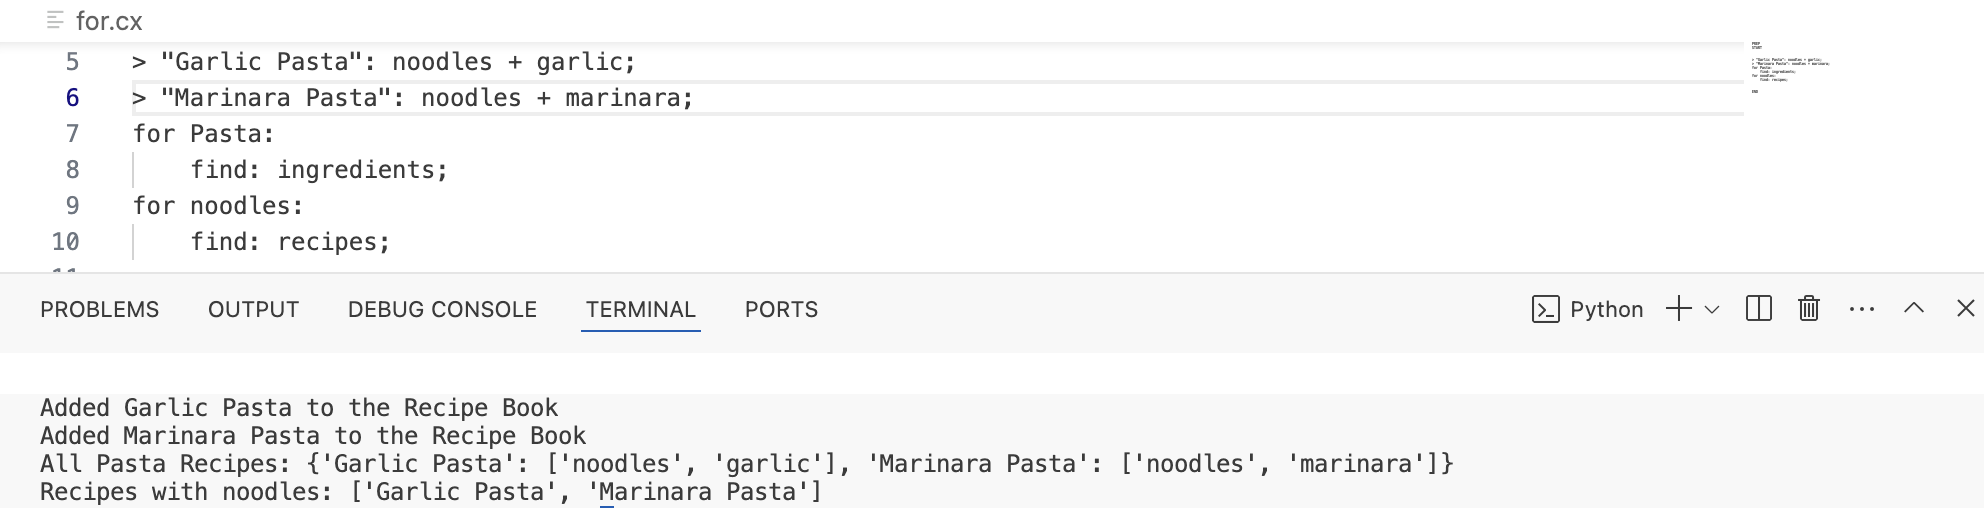 for.cx
5 > "Garlic Pasta": noodles + garlic;
6 > "Marinara Pasta": noodles + marinara;
7 for Pasta:
8 find: ingredients;
9 for noodles:
10 find: recipes;
PROBLEMS OUTPUT DEBUG CONSOLE TERMINAL PORTS Python
Added Garlic Pasta to the Recipe Book
Added Marinara Pasta to the Recipe Book
All Pasta Recipes: {'Garlic Pasta': ['noodles', 'garlic'], 'Marinara Pasta': ['noodles', 'marinara']}
Recipes with noodles: ['Garlic Pasta', 'Marinara Pasta']